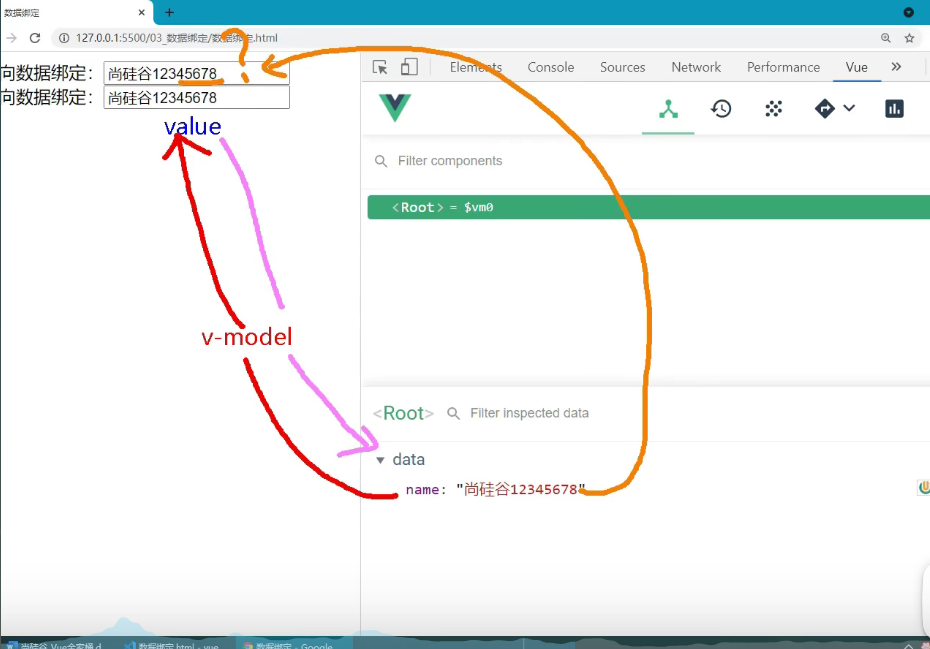 数据绑定
127.0.0.1:5500/03_数据绑定/数据绑定.html
向数据绑定：尚硅谷12345678
向数据绑定：尚硅谷12345678
value
v-model
Elements Console Sources Network Performance Vue
Filter components
<Root> = $vm0
<Root> Filter inspected data
data
name: "尚硅谷12345678"
尚硅谷 Vue全家桶.d 数据绑定.html - vue... 数据绑定 - Google